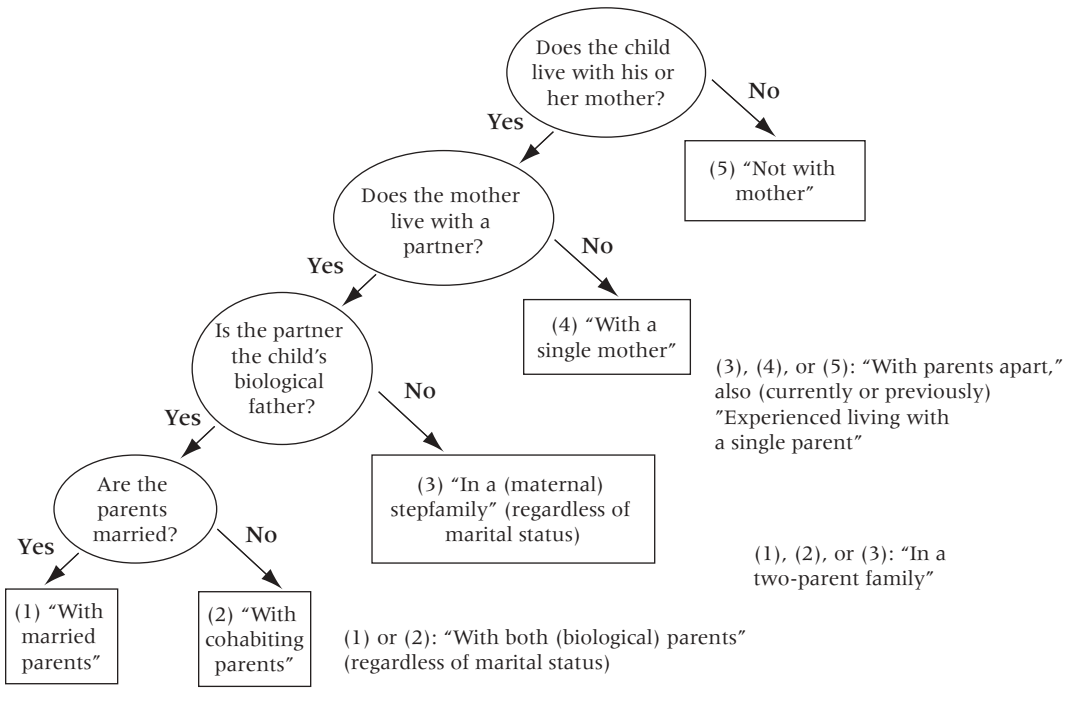 Does the child
live with his or
her mother?
No
Yes
(5) “Not with
mother”
Does the mother
live with a
partner?
No
Yes
(4) “With a
single mother”
Is the partner
the child’s
biological
father?
No
Yes
(3), (4), or (5): “With parents apart,”
also (currently or previously)
”Experienced living with
a single parent”
(3) “In a (maternal)
stepfamily” (regardless of
marital status)
Are the
parents
married?
No
Yes
(1), (2), or (3): “In a
two-parent family”
(1) “With
married
parents”
(2) “With
cohabiting
parents”
(1) or (2): “With both (biological) parents”
(regardless of marital status)